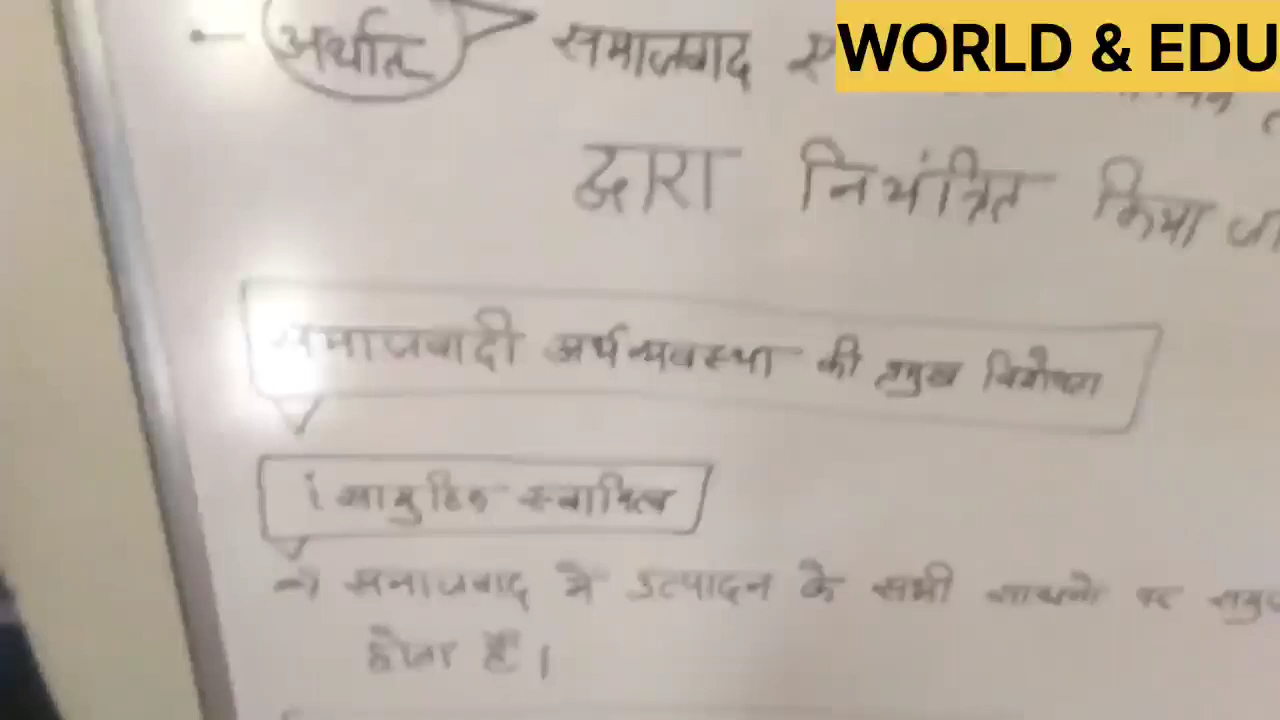 WORLD & EDU
अर्थात समाजवाद
द्वारा नियंत्रित किया जा
समाजवादी अर्थव्यवस्था की प्रमुख विशेषता
i सामुहिक स्वामित्व
→ समाजवाद में उत्पादन के सभी साधनो पर
होता है।